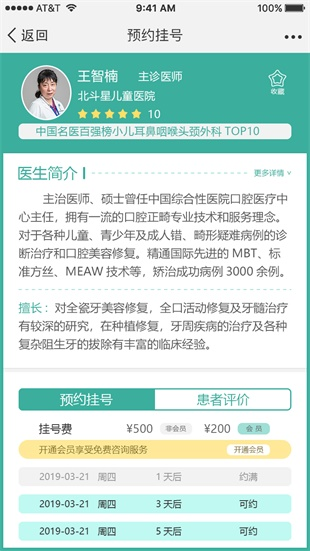 AT&T
9:41 AM
100%
返回
预约挂号
王智楠 主诊医师
北斗星儿童医院
10
收藏
中国名医百强榜小儿耳鼻咽喉头颈外科 TOP10
医生简介
更多详情
主治医师、硕士曾任中国综合性医院口腔医疗中
心主任，拥有一流的口腔正畸专业技术和服务理念。
对于各种儿童、青少年及成人错、畸形疑难病例的诊
断治疗和口腔美容修复。精通国际先进的 MBT、标
准方丝、MEAW 技术等，矫治成功病例 3000 余例。
擅长： 对全瓷牙美容修复，全口活动修复及牙髓治疗
有较深的研究，在种植修复，牙周疾病的治疗及各种
复杂阻生牙的拔除有丰富的临床经验。
预约挂号 患者评价
挂号费 ¥500 非会员 ¥200 会 员
开通会员享受免费咨询服务 开通会员
2019-03-21 周四 1 天后 约满
2019-03-21 周四 3 天后 可约
2019-03-21 周四 5 天后 可约